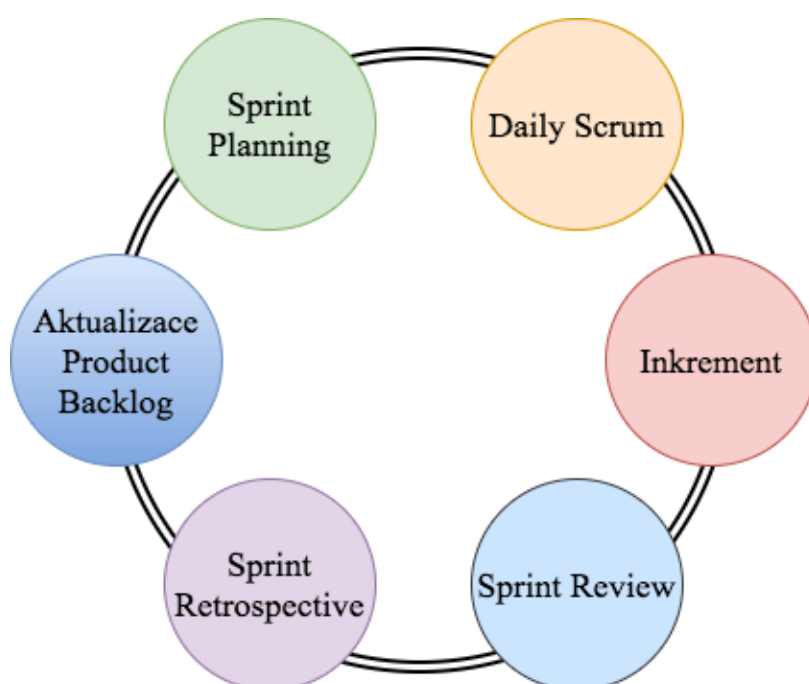 Sprint
Planning
Daily Scrum
Aktualizace
Product
Backlog
Inkrement
Sprint
Retrospective
Sprint Review